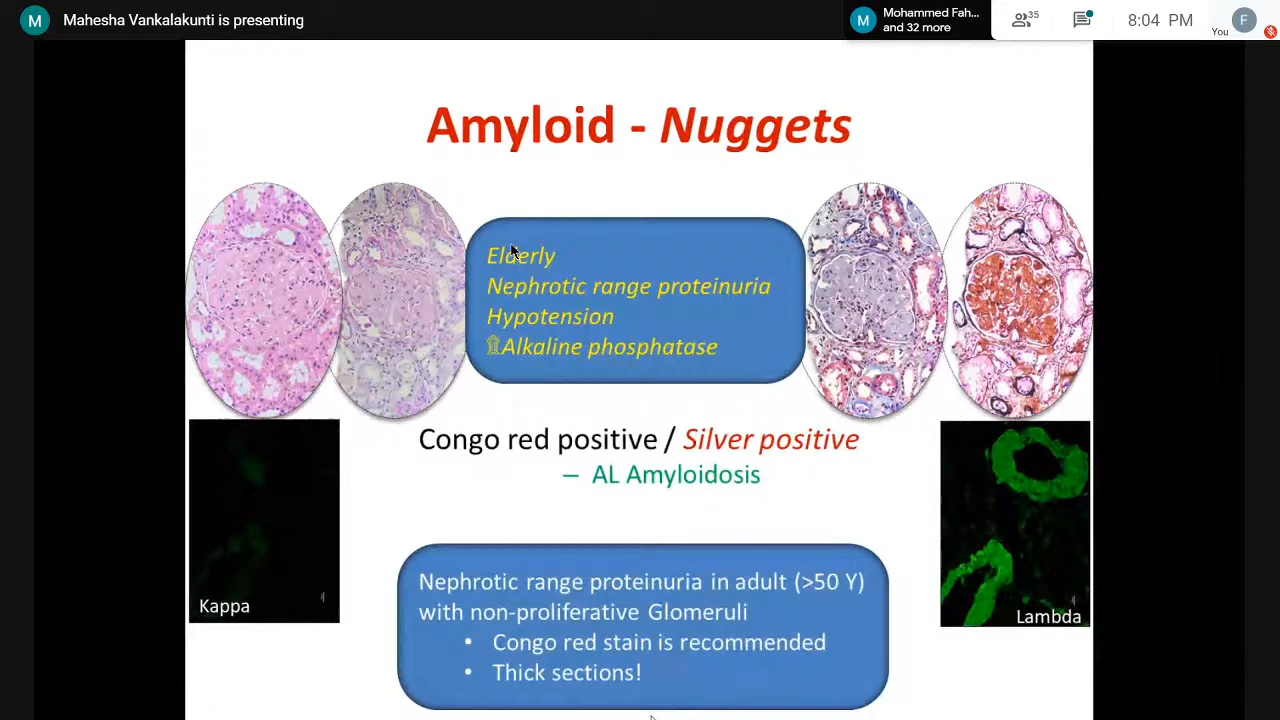 M Mahesha Vankalakunti is presenting
M Mohammed Fah...
and 32 more
35
8:04 PM
You
F
Amyloid - Nuggets
Elderly
Nephrotic range proteinuria
Hypotension
⇧Alkaline phosphatase
Congo red positive / Silver positive
– AL Amyloidosis
Kappa
Lambda
Nephrotic range proteinuria in adult (>50 Y)
with non-proliferative Glomeruli
• Congo red stain is recommended
• Thick sections!